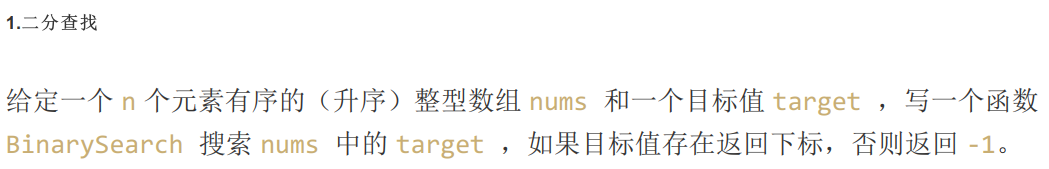 1.二分查找
给定一个 n 个元素有序的（升序）整型数组 nums 和一个目标值 target ，写一个函数
BinarySearch 搜索 nums 中的 target ，如果目标值存在返回下标，否则返回 -1。